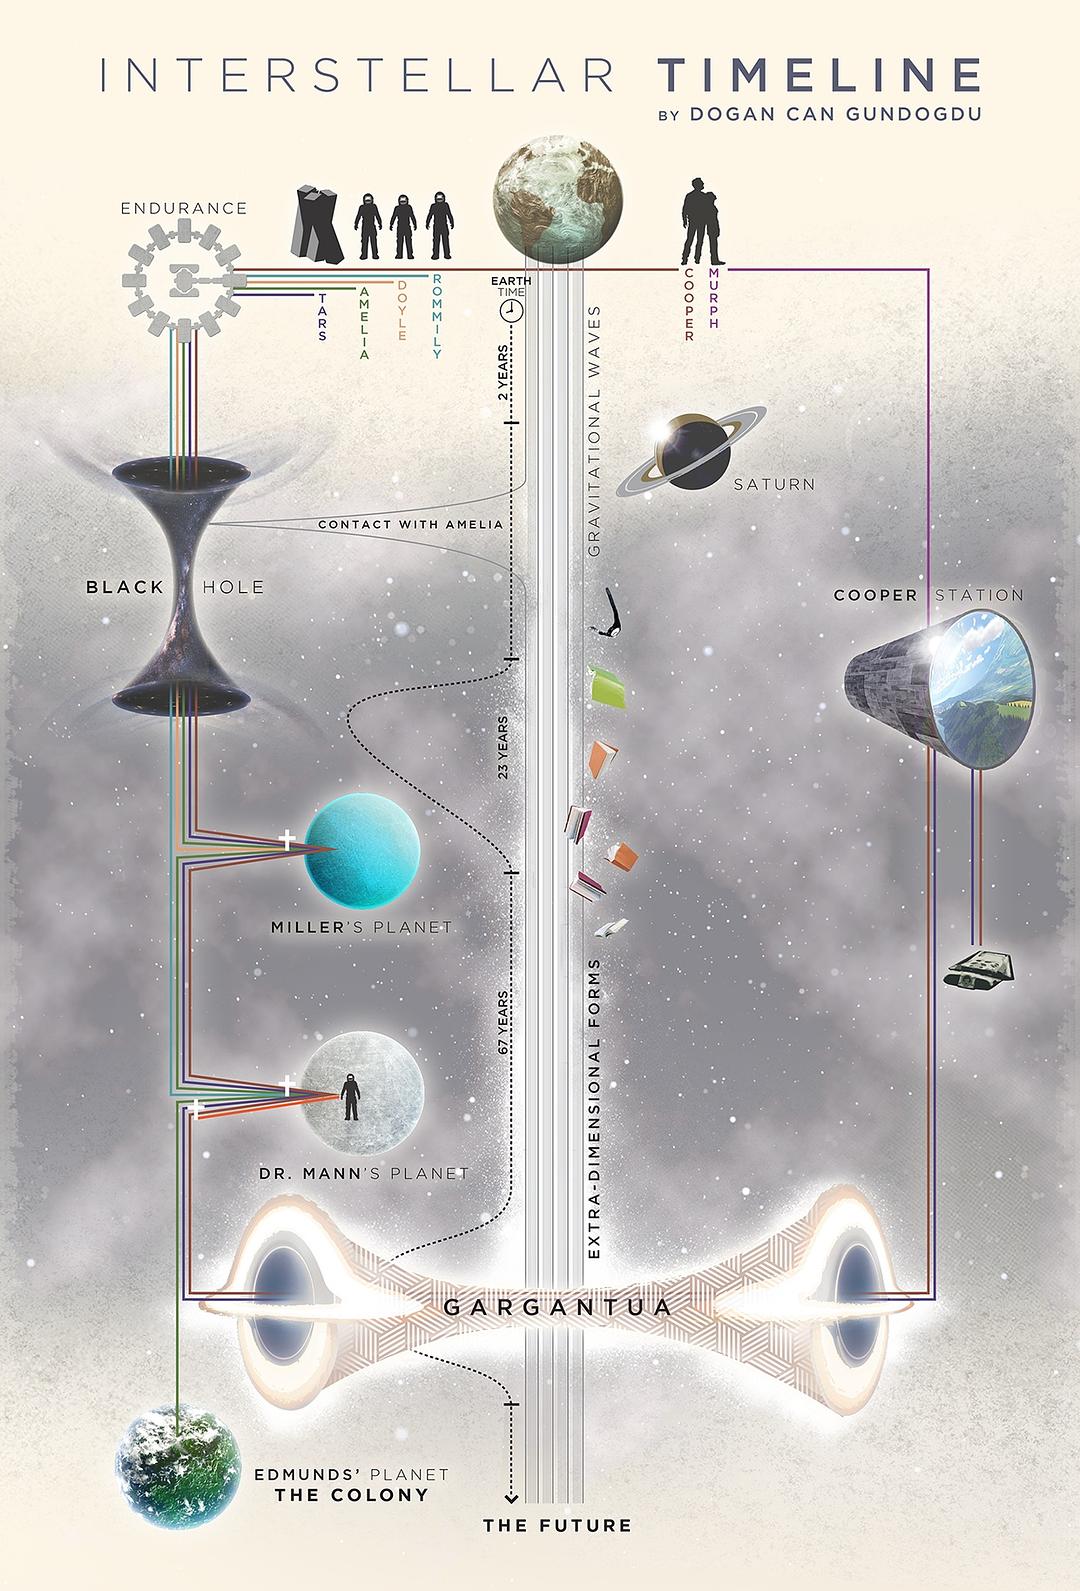 INTERSTELLAR TIMELINE
BY DOGAN CAN GUNDOGDU
ENDURANCE
TARS
AMELIA
DOYLE
ROMMILY
EARTH
TIME
COOPER
MURPH
2 YEARS
GRAVITATIONAL WAVES
SATURN
CONTACT WITH AMELIA
BLACK HOLE
COOPER STATION
23 YEARS
MILLER'S PLANET
67 YEARS
EXTRA-DIMENSIONAL FORMS
DR. MANN'S PLANET
GARGANTUA
EDMUNDS' PLANET
THE COLONY
THE FUTURE